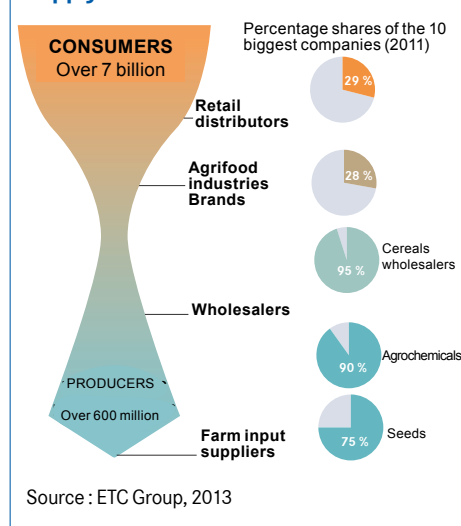 CONSUMERS
Over 7 billion
Percentage shares of the 10
biggest companies (2011)
29 %
Retail
distributors
Agrifood
industries
Brands
28 %
Cereals
wholesalers
95 %
Wholesalers
Agrochemicals
90 %
PRODUCERS
Over 600 million
Farm input
suppliers
Seeds
75 %
Source : ETC Group, 2013